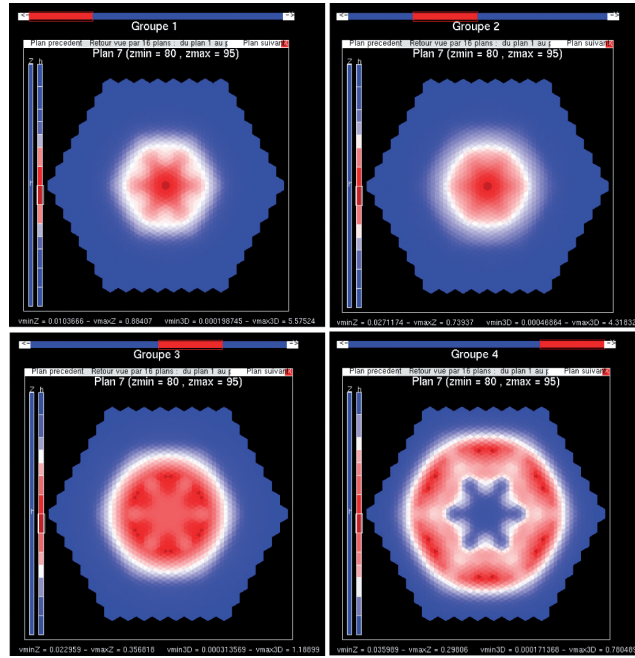 <- ->
Groupe 1
Plan precedent Retour vue par 16 plans : du plan 1 au p Plan suivant
Plan 7 (zmin = 80 , zmax = 95)
vminZ = 0.0103666 - vmaxZ = 0.88407 vmin3D = 0.000198745 - vmax3D = 5.57524
<- ->
Groupe 2
Plan precedent Retour vue par 16 plans : du plan 1 au p Plan suivant
Plan 7 (zmin = 80 , zmax = 95)
vminZ = 0.0271174 - vmaxZ = 0.73937 vmin3D = 0.00046864 - vmax3D = 4.31832
<- ->
Groupe 3
Plan precedent Retour vue par 16 plans : du plan 1 au p Plan suivant
Plan 7 (zmin = 80 , zmax = 95)
vminZ = 0.022959 - vmaxZ = 0.356818 vmin3D = 0.000313569 - vmax3D = 1.18899
<- ->
Groupe 4
Plan precedent Retour vue par 16 plans : du plan 1 au p Plan suivant
Plan 7 (zmin = 80 , zmax = 95)
vminZ = 0.035989 - vmaxZ = 0.29806 vmin3D = 0.000171368 - vmax3D = 0.780489